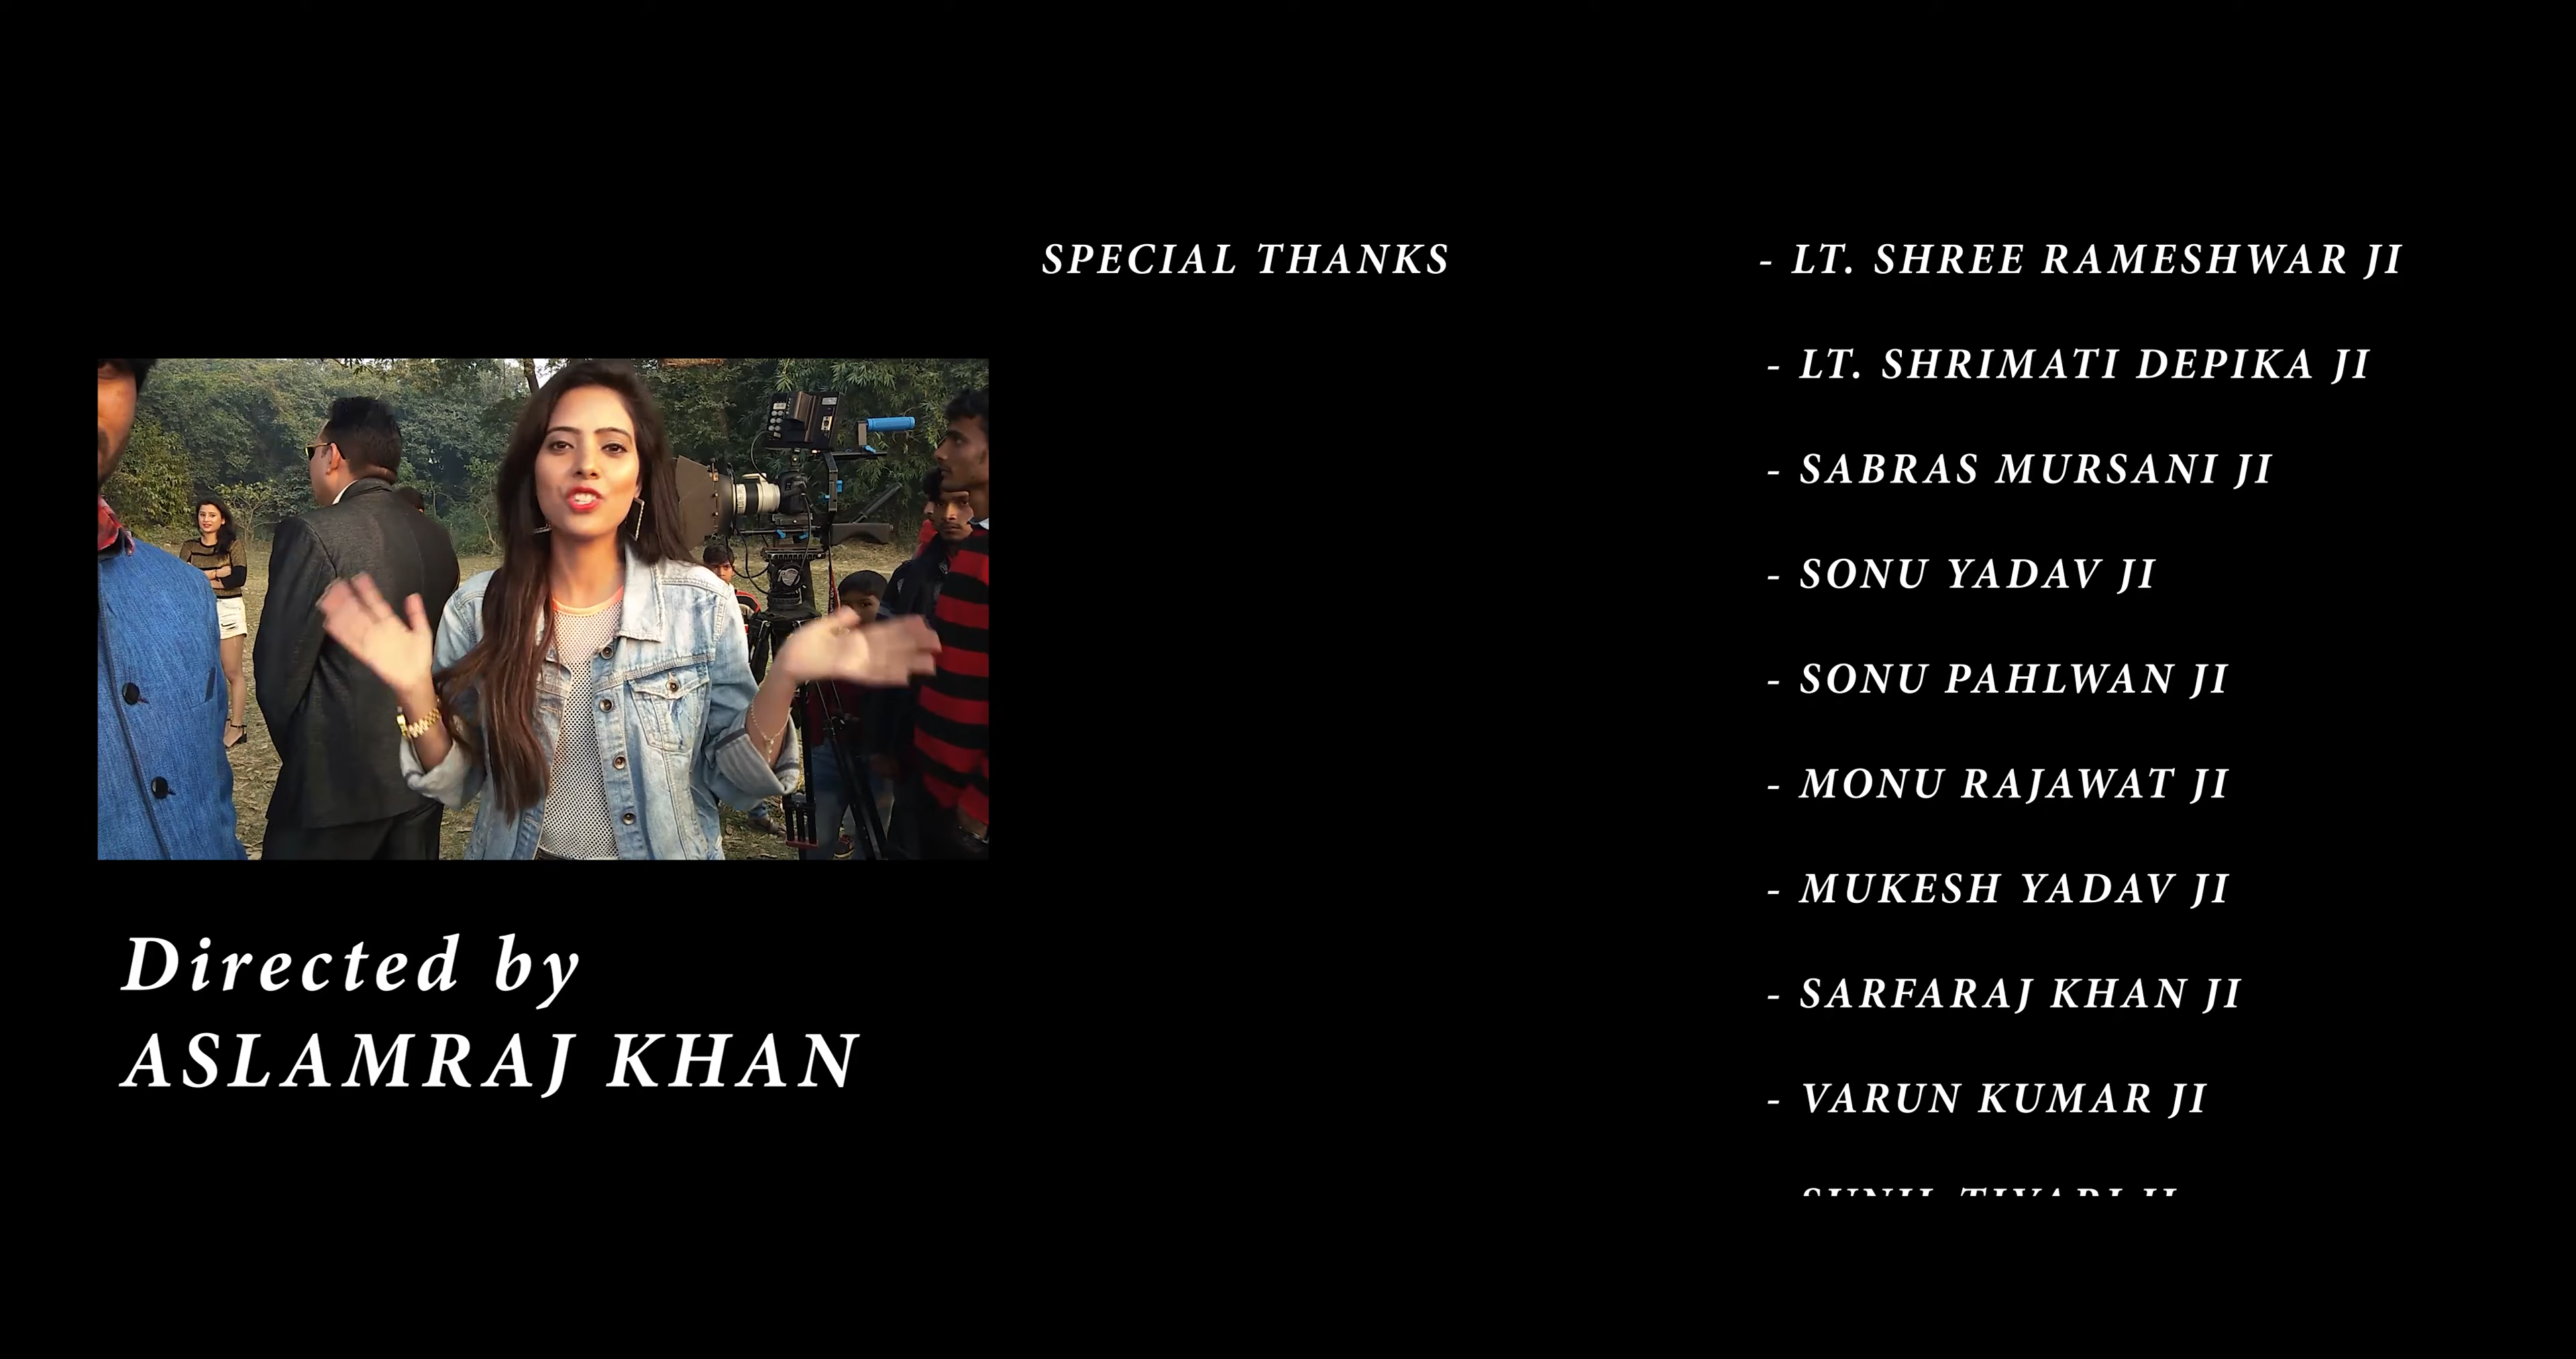 SPECIAL THANKS - LT. SHREE RAMESHWAR JI
- LT. SHRIMATI DEPIKA JI
- SABRAS MURSANI JI
- SONU YADAV JI
- SONU PAHLWAN JI
- MONU RAJAWAT JI
- MUKESH YADAV JI
- SARFARAJ KHAN JI
- VARUN KUMAR JI
Directed by
ASLAMRAJ KHAN